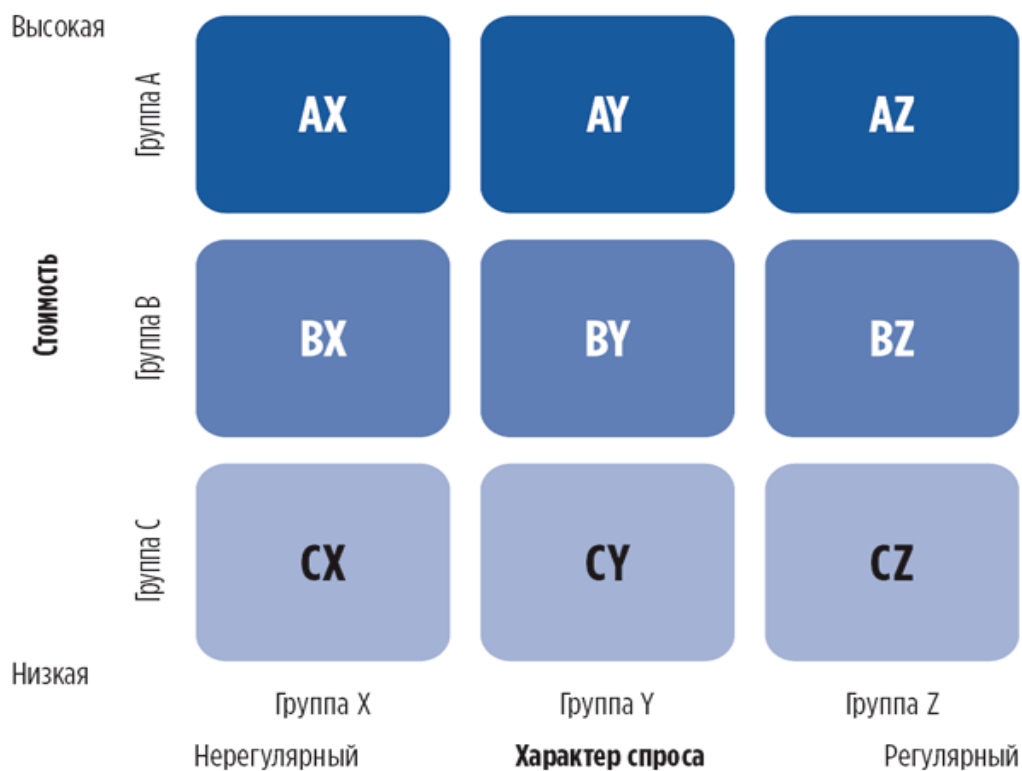 Высокая
Группа A
AX
AY
AZ
Стоимость
Группа B
BX
BY
BZ
Группа C
CX
CY
CZ
Низкая
Группа X
Группа Y
Группа Z
Нерегулярный
Характер спроса
Регулярный